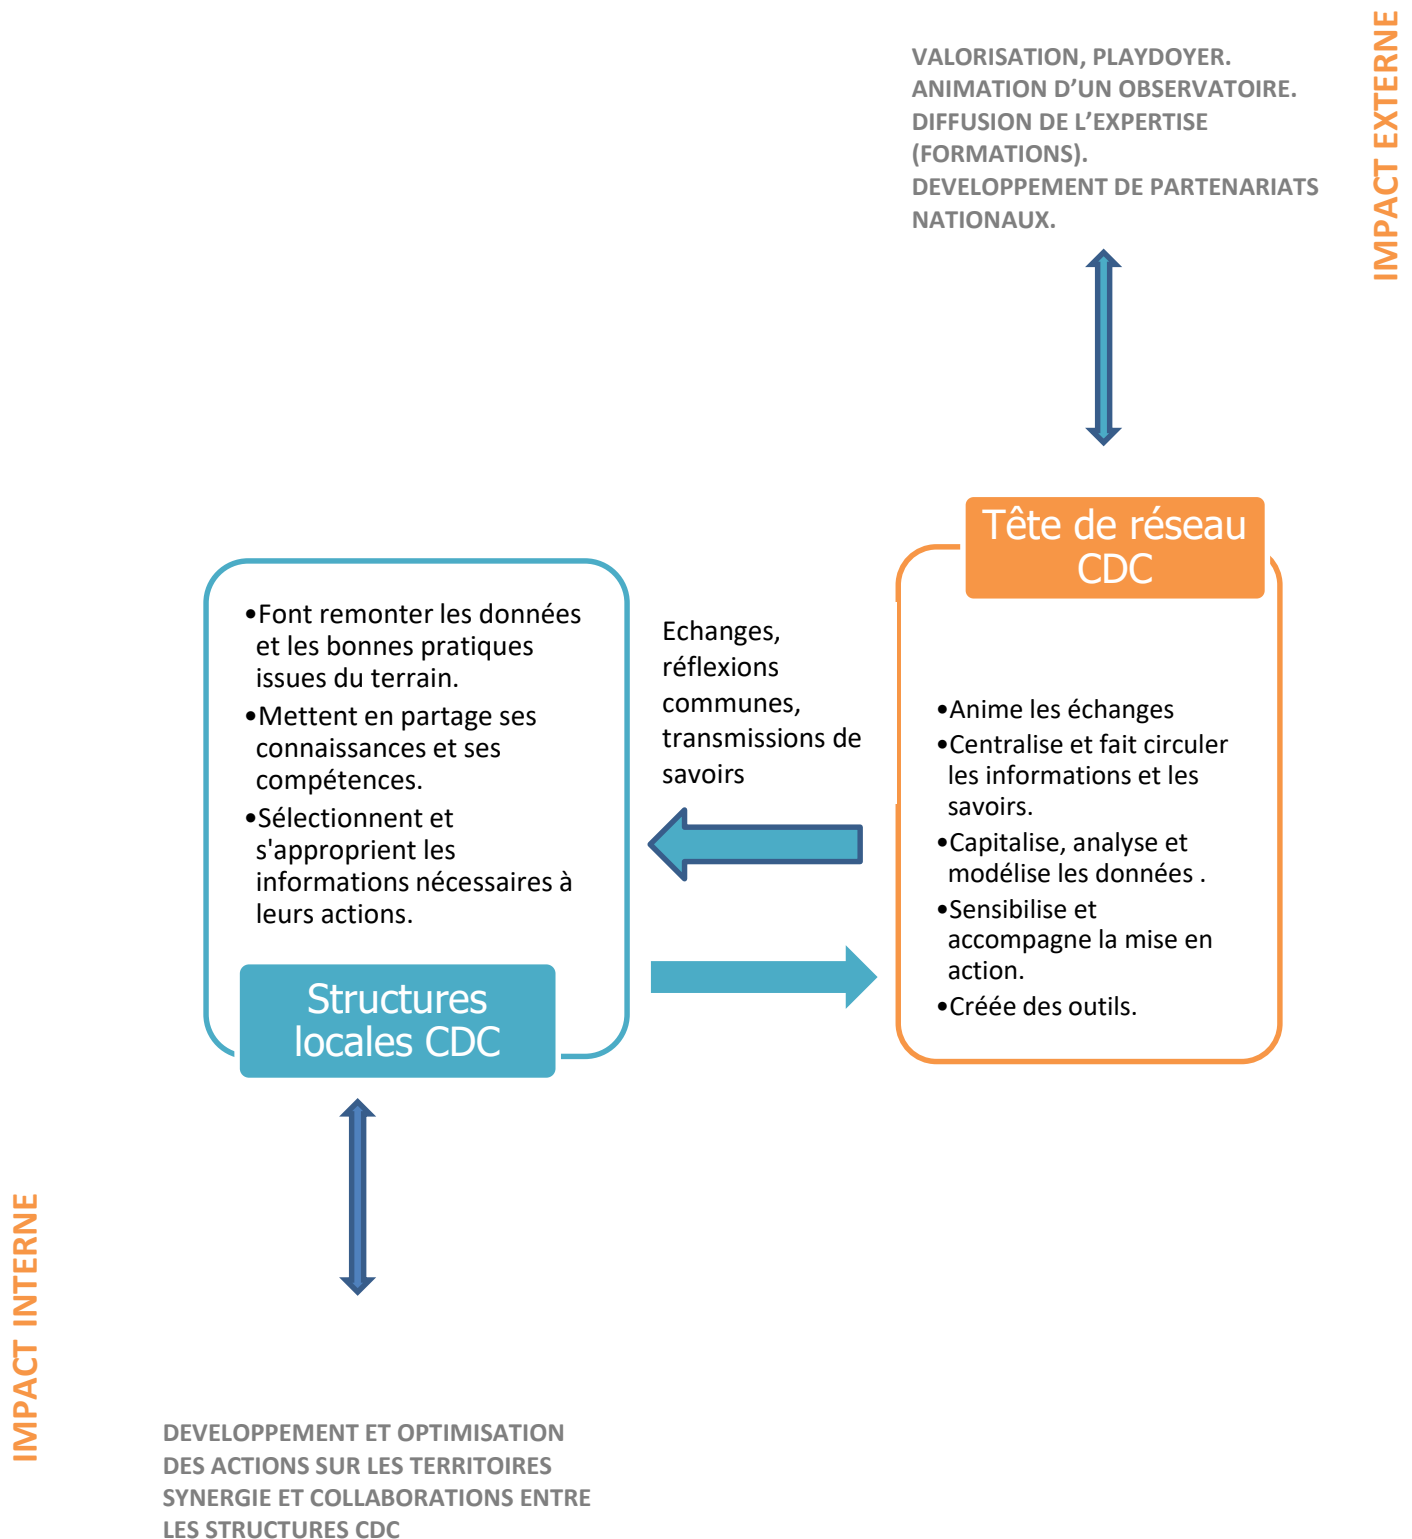 IMPACT EXTERNE
VALORISATION, PLAYDOYER.
ANIMATION D’UN OBSERVATOIRE.
DIFFUSION DE L’EXPERTISE
(FORMATIONS).
DEVELOPPEMENT DE PARTENARIATS
NATIONAUX.
•Font remonter les données
et les bonnes pratiques
issues du terrain.
•Mettent en partage ses
connaissances et ses
compétences.
•Sélectionnent et
s'approprient les
informations nécessaires à
leurs actions.
Structures
locales CDC
Echanges,
réflexions
communes,
transmissions de
savoirs
Tête de réseau
CDC
•Anime les échanges
•Centralise et fait circuler
les informations et les
savoirs.
•Capitalise, analyse et
modélise les données .
•Sensibilise et
accompagne la mise en
action.
•Créée des outils.
IMPACT INTERNE
DEVELOPPEMENT ET OPTIMISATION
DES ACTIONS SUR LES TERRITOIRES
SYNERGIE ET COLLABORATIONS ENTRE
LES STRUCTURES CDC